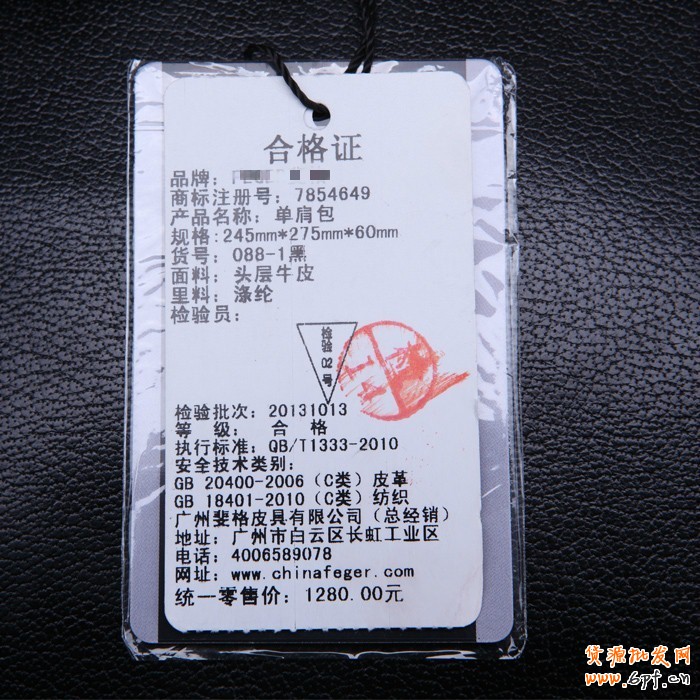 合格证
品牌：
商标注册号：7854649
产品名称：单肩包
规格:245mm*275mm*60mm
货号：088-1黑
面料：头层牛皮
里料：涤纶
检验员：
检验02号
检验批次：20131013
等 级： 合 格
执行标准：QB/T1333-2010
安全技术类别：
GB 20400-2006（C类）皮革
GB 18401-2010（C类）纺织
广州斐格皮具有限公司（总经销）
地址：广州市白云区长虹工业区
电话：4006589078
网址：www.chinafeger.com
统一零售价：1280.00元
货源批发网
www.6pf.cn